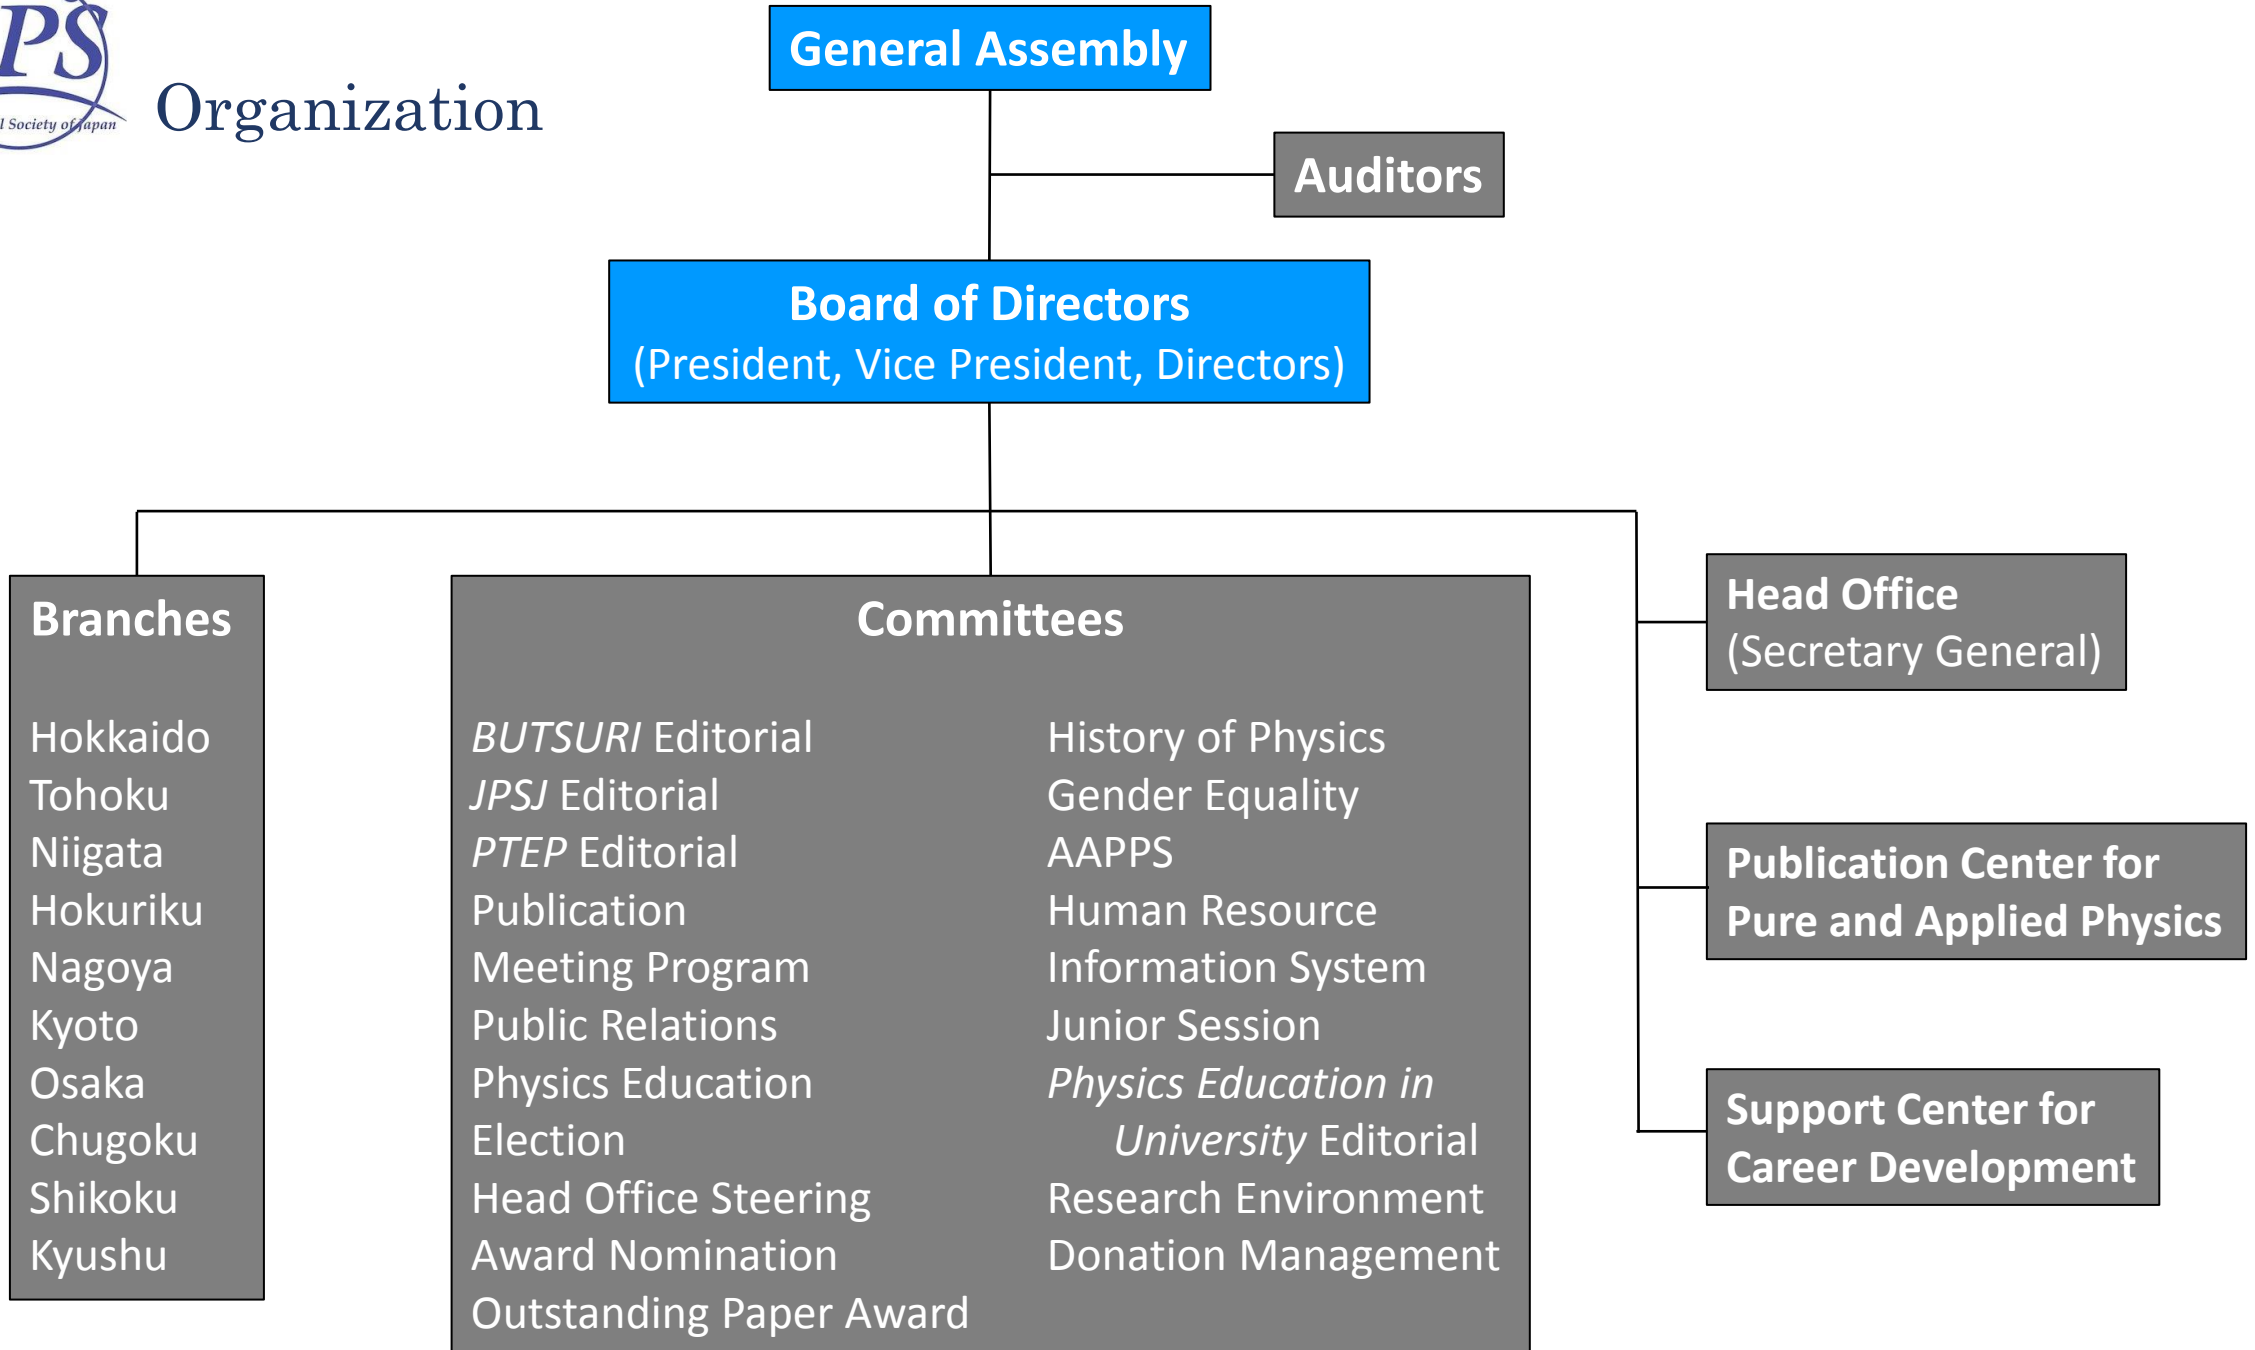 PS
l Society of Japan
Organization
General Assembly
Auditors
Board of Directors
(President, Vice President, Directors)
Branches
Hokkaido
Tohoku
Niigata
Hokuriku
Nagoya
Kyoto
Osaka
Chugoku
Shikoku
Kyushu
Committees
BUTSURI Editorial
JPSJ Editorial
PTEP Editorial
Publication
Meeting Program
Public Relations
Physics Education
Election
Head Office Steering
Award Nomination
Outstanding Paper Award
History of Physics
Gender Equality
AAPPS
Human Resource
Information System
Junior Session
Physics Education in
University Editorial
Research Environment
Donation Management
Head Office
(Secretary General)
Publication Center for
Pure and Applied Physics
Support Center for
Career Development